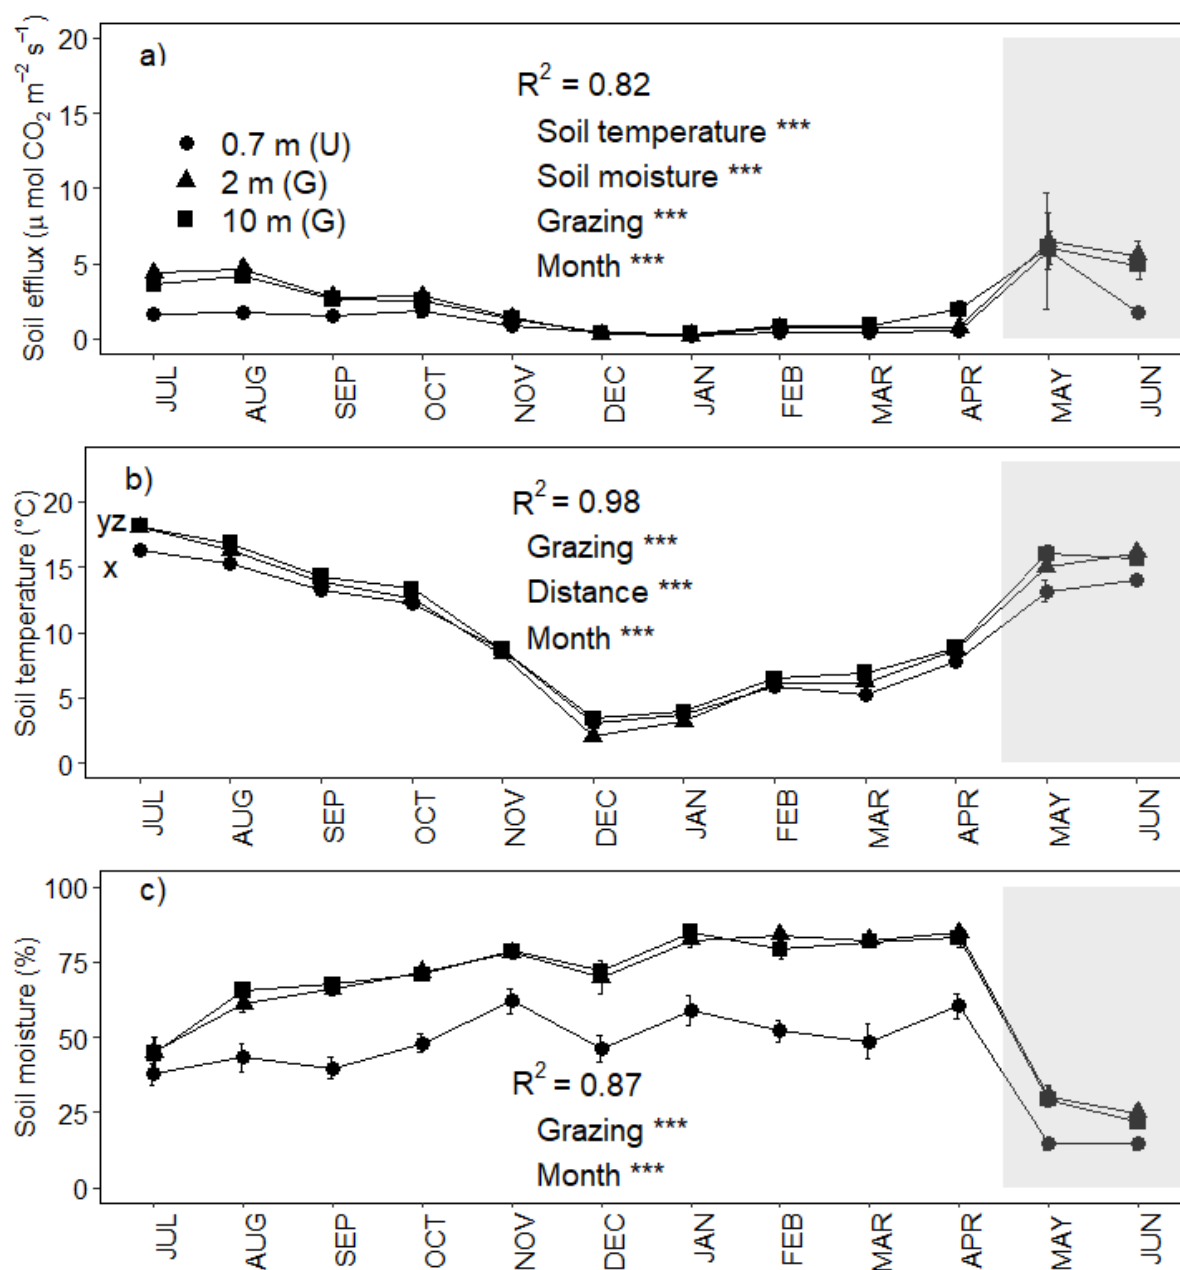 a)
R² = 0.82
Soil temperature ***
Soil moisture ***
Grazing ***
Month ***
0.7 m (U)
2 m (G)
10 m (G)
Soil efflux (μ mol CO₂ m⁻² s⁻¹)
20
15
10
5
0
JUL AUG SEP OCT NOV DEC JAN FEB MAR APR MAY JUN
b)
R² = 0.98
Grazing ***
Distance ***
Month ***
yz
x
Soil temperature (°C)
20
15
10
5
0
JUL AUG SEP OCT NOV DEC JAN FEB MAR APR MAY JUN
c)
R² = 0.87
Grazing ***
Month ***
Soil moisture (%)
100
75
50
25
0
JUL AUG SEP OCT NOV DEC JAN FEB MAR APR MAY JUN